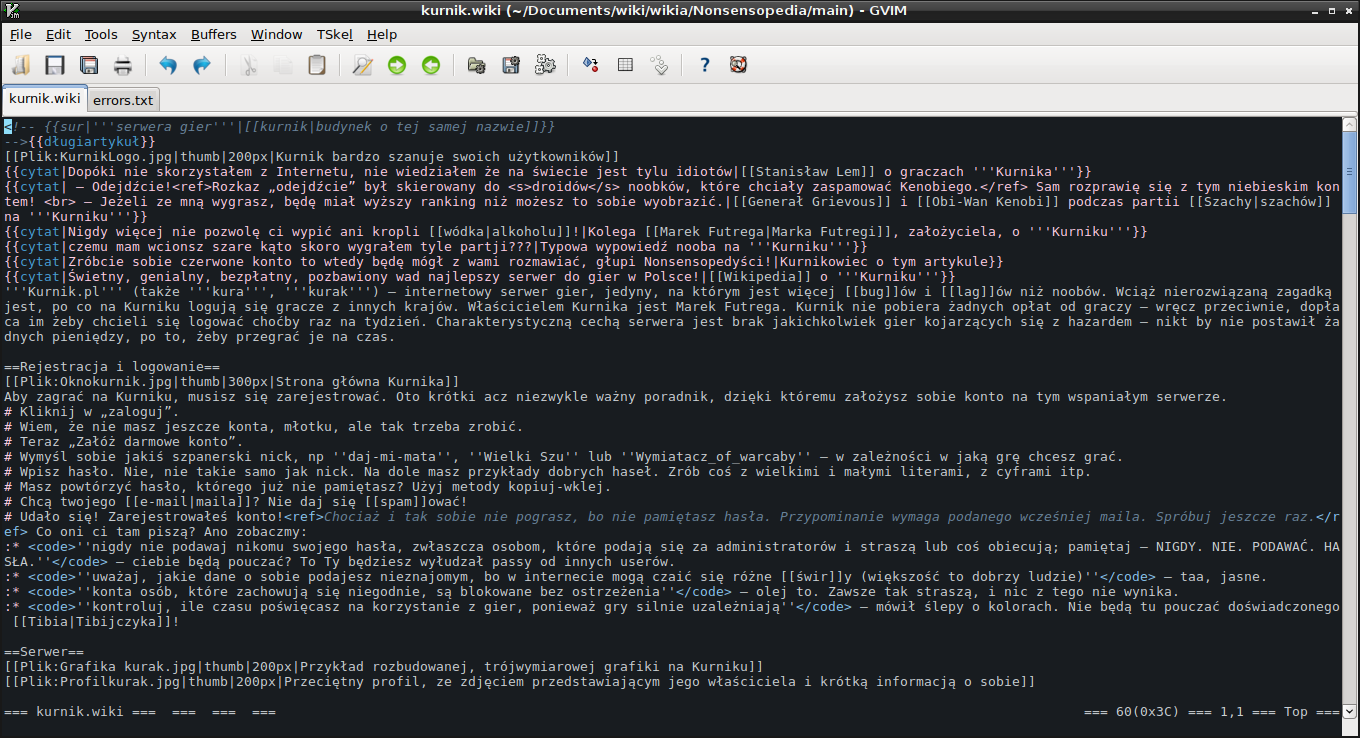 kurnik.wiki (~/Documents/wiki/wikia/Nonsensopedia/main) - GVIM
File Edit Tools Syntax Buffers Window TSkel Help
kurnik.wiki errors.txt
<!-- {{sur|'''serwera gier'''|[[kurnik|budynek o tej samej nazwie]]}}
-->{{długiartykuł}}
[[Plik:KurnikLogo.jpg|thumb|200px|Kurnik bardzo szanuje swoich użytkowników]]
{{cytat|Dopóki nie skorzystałem z Internetu, nie wiedziałem że na świecie jest tylu idiotów|[[Stanisław Lem]] o graczach '''Kurnika'''}}
{{cytat| – Odejdźcie!<ref>Rozkaz „odejdźcie” był skierowany do <s>droidów</s> noobków, które chciały zaspamować Kenobiego.</ref> Sam rozprawię się z tym niebieskim kon
tem! <br> – Jeżeli ze mną wygrasz, będę miał wyższy ranking niż możesz to sobie wyobrazić.|[[Generał Grievous]] i [[Obi-Wan Kenobi]] podczas partii [[Szachy|szachów]]
na '''Kurniku'''}}
{{cytat|Nigdy więcej nie pozwolę ci wypić ani kropli [[wódka|alkoholu]]!|Kolega [[Marek Futrega|Marka Futregi]], założyciela, o '''Kurniku'''}}
{{cytat|czemu mam wcionsz szare kąto skoro wygrałem tyle partji???|Typowa wypowiedź nooba na '''Kurniku'''}}
{{cytat|Zróbcie sobie czerwone konto to wtedy będę mógł z wami rozmawiać, głupi Nonsensopedyści!|Kurnikowiec o tym artykule}}
{{cytat|Świetny, genialny, bezpłatny, pozbawiony wad najlepszy serwer do gier w Polsce!|[[Wikipedia]] o '''Kurniku'''}}
'''Kurnik.pl''' (także '''kura''', '''kurak''') – internetowy serwer gier, jedyny, na którym jest więcej [[bug]]ów i [[lag]]ów niż noobów. Wciąż nierozwiązaną zagadką
jest, po co na Kurniku logują się gracze z innych krajów. Właścicielem Kurnika jest Marek Futrega. Kurnik nie pobiera żadnych opłat od graczy – wręcz przeciwnie, dopła
ca im żeby chcieli się logować choćby raz na tydzień. Charakterystyczną cechą serwera jest brak jakichkolwiek gier kojarzących się z hazardem – nikt by nie postawił ża
dnych pieniędzy, po to, żeby przegrać je na czas.
==Rejestracja i logowanie==
[[Plik:Oknokurnik.jpg|thumb|300px|Strona główna Kurnika]]
Aby zagrać na Kurniku, musisz się zarejestrować. Oto krótki acz niezwykle ważny poradnik, dzięki któremu założysz sobie konto na tym wspaniałym serwerze.
# Kliknij w „zaloguj”.
# Wiem, że nie masz jeszcze konta, młotku, ale tak trzeba zrobić.
# Teraz „Załóż darmowe konto”.
# Wymyśl sobie jakiś szpanerski nick, np ''daj-mi-mata'', ''Wielki Szu'' lub ''Wymiatacz_of_warcaby'' – w zależności w jaką grę chcesz grać.
# Wpisz hasło. Nie, nie takie samo jak nick. Na dole masz przykłady dobrych haseł. Zrób coś z wielkimi i małymi literami, z cyframi itp.
# Masz powtórzyć hasło, którego już nie pamiętasz? Użyj metody kopiuj-wklej.
# Chcą twojego [[e-mail|maila]]? Nie daj się [[spam]]ować!
# Udało się! Zarejestrowałeś konto!<ref>Chociaż i tak sobie nie pograsz, bo nie pamiętasz hasła. Przypominanie wymaga podanego wcześniej maila. Spróbuj jeszcze raz.</r
ef> Co oni ci tam piszą? Ano zobaczmy:
:* <code>''nigdy nie podawaj nikomu swojego hasła, zwłaszcza osobom, które podają się za administratorów i straszą lub coś obiecują; pamiętaj – NIGDY. NIE. PODAWAĆ. HA
SŁA.''</code> – ciebie będą pouczać? To Ty będziesz wyłudzał passy od innych userów.
:* <code>''uważaj, jakie dane o sobie podajesz nieznajomym, bo w internecie mogą czaić się różne [[świr]]y (większość to dobrzy ludzie)''</code> – taa, jasne.
:* <code>''konta osób, które zachowują się niegodnie, są blokowane bez ostrzeżenia''</code> – olej to. Zawsze tak straszą, i nic z tego nie wynika.
:* <code>''kontroluj, ile czasu poświęcasz na korzystanie z gier, ponieważ gry silnie uzależniają''</code> – mówił ślepy o kolorach. Nie będą tu pouczać doświadczonego
[[Tibia|Tibijczyka]]!
==Serwer==
[[Plik:Grafika kurak.jpg|thumb|200px|Przykład rozbudowanej, trójwymiarowej grafiki na Kurniku]]
[[Plik:Profilkurak.jpg|thumb|200px|Przeciętny profil, ze zdjęciem przedstawiającym jego właściciela i krótką informacją o sobie]]
=== kurnik.wiki === === === === === 60(0x3C) === 1,1 === Top ===